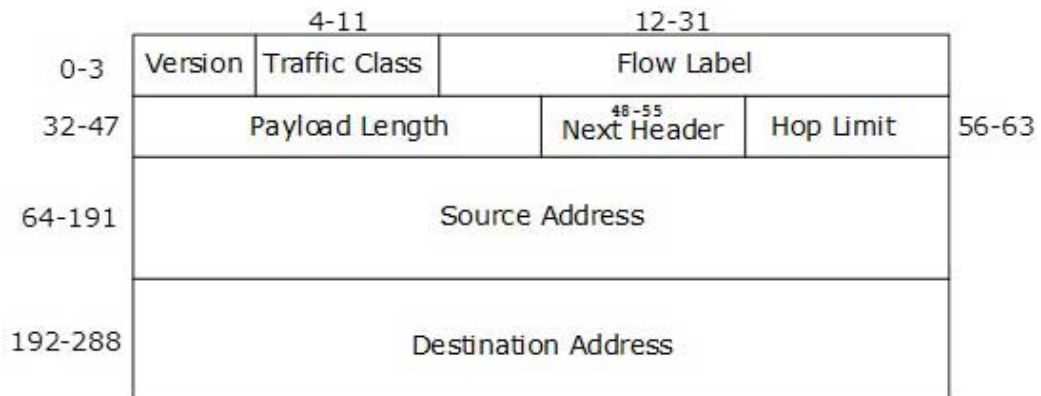 4-11 12-31
0-3 Version Traffic Class Flow Label
48-55
32-47 Payload Length Next Header Hop Limit 56-63
64-191 Source Address
192-288 Destination Address